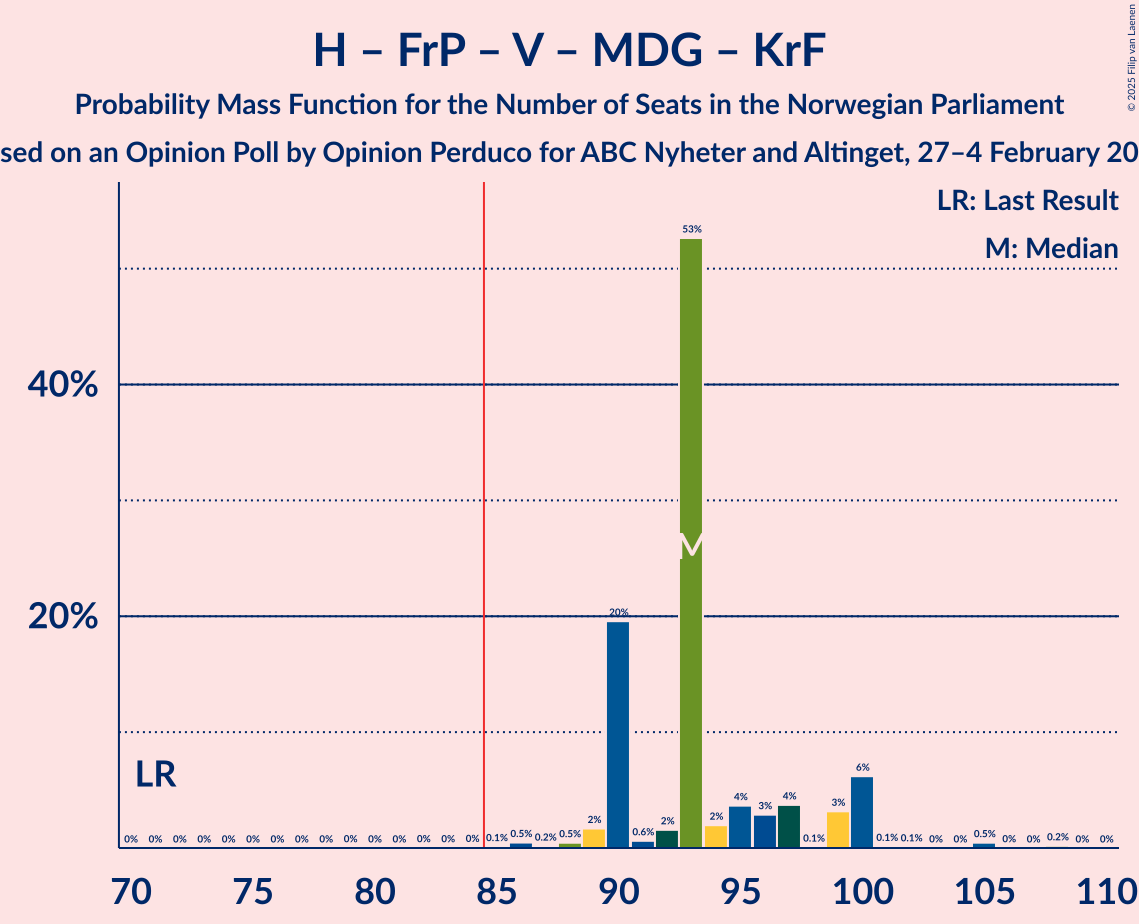 H – FrP – V – MDG – KrF
Probability Mass Function for the Number of Seats in the Norwegian Parliament
sed on an Opinion Poll by Opinion Perduco for ABC Nyheter and Altinget, 27–4 February 20
© 2025 Filip van Laenen
LR: Last Result
M: Median
53%
40%
M
20%
20%
LR
6%
4% 3% 4% 3%
2% 2% 2%
0% 0% 0% 0% 0% 0% 0% 0% 0% 0% 0% 0% 0% 0% 0% 0.1% 0.5% 0.2% 0.5% 0.6% 0.1% 0.1% 0.1% 0% 0% 0.5% 0% 0% 0.2% 0% 0%
70 75 80 85 90 95 100 105 110